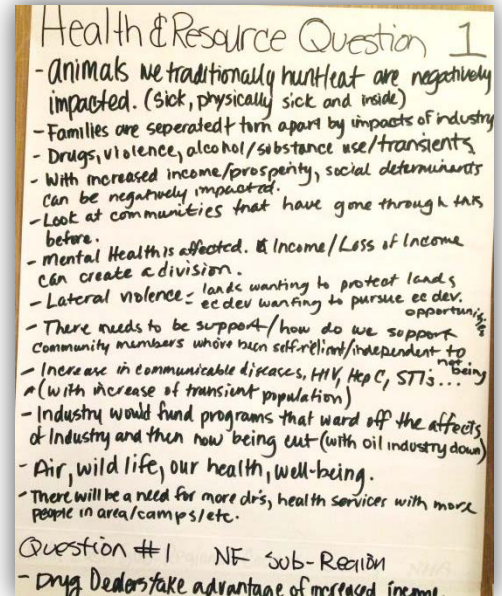 Health & Resource Question 1
- animals we traditionally hunt/eat are negatively
impacted. (sick, physically sick and inside)
- Families are seperated + torn apart by impacts of industry
- Drugs, violence, alcohol/substance use/transients
- With increased income/prosperity, social determinants
can be negatively impacted.
- Look at communities that have gone through this
before.
- Mental Health is affected. Income/Loss of Income
can create a division.
- Lateral violence = lands wanting to protect lands
ec dev wanting to pursue ec dev.
opportunities
- There needs to be support/how do we support
Community members who've been self-reliant/independent to
not being
- Increase in communicable diseases, HIV, Hep C, STI's...
(with increase of transient population)
- Industry would fund programs that ward off the affects
of Industry and then now being cut (with oil industry down)
- Air, wild life, our health, well-being.
- There will be a need for more drs, health services with more
people in area/camps/etc.
Question #1 NE Sub-Region
- Drug Dealers take advantage of increased income.